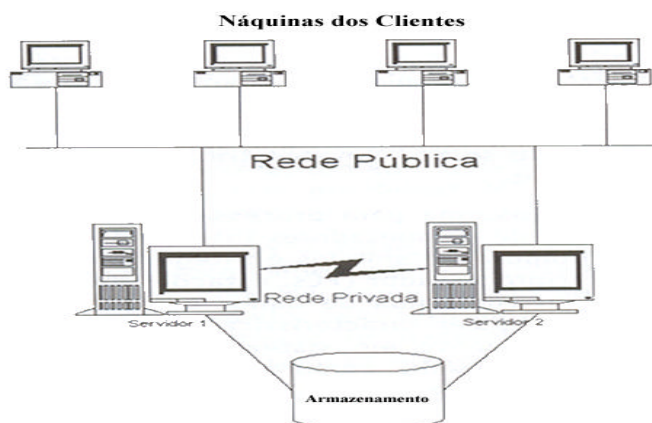 Náquinas dos Clientes
Rede Pública
Rede Privada
Servidor 1
Servidor 2
Armazenamento